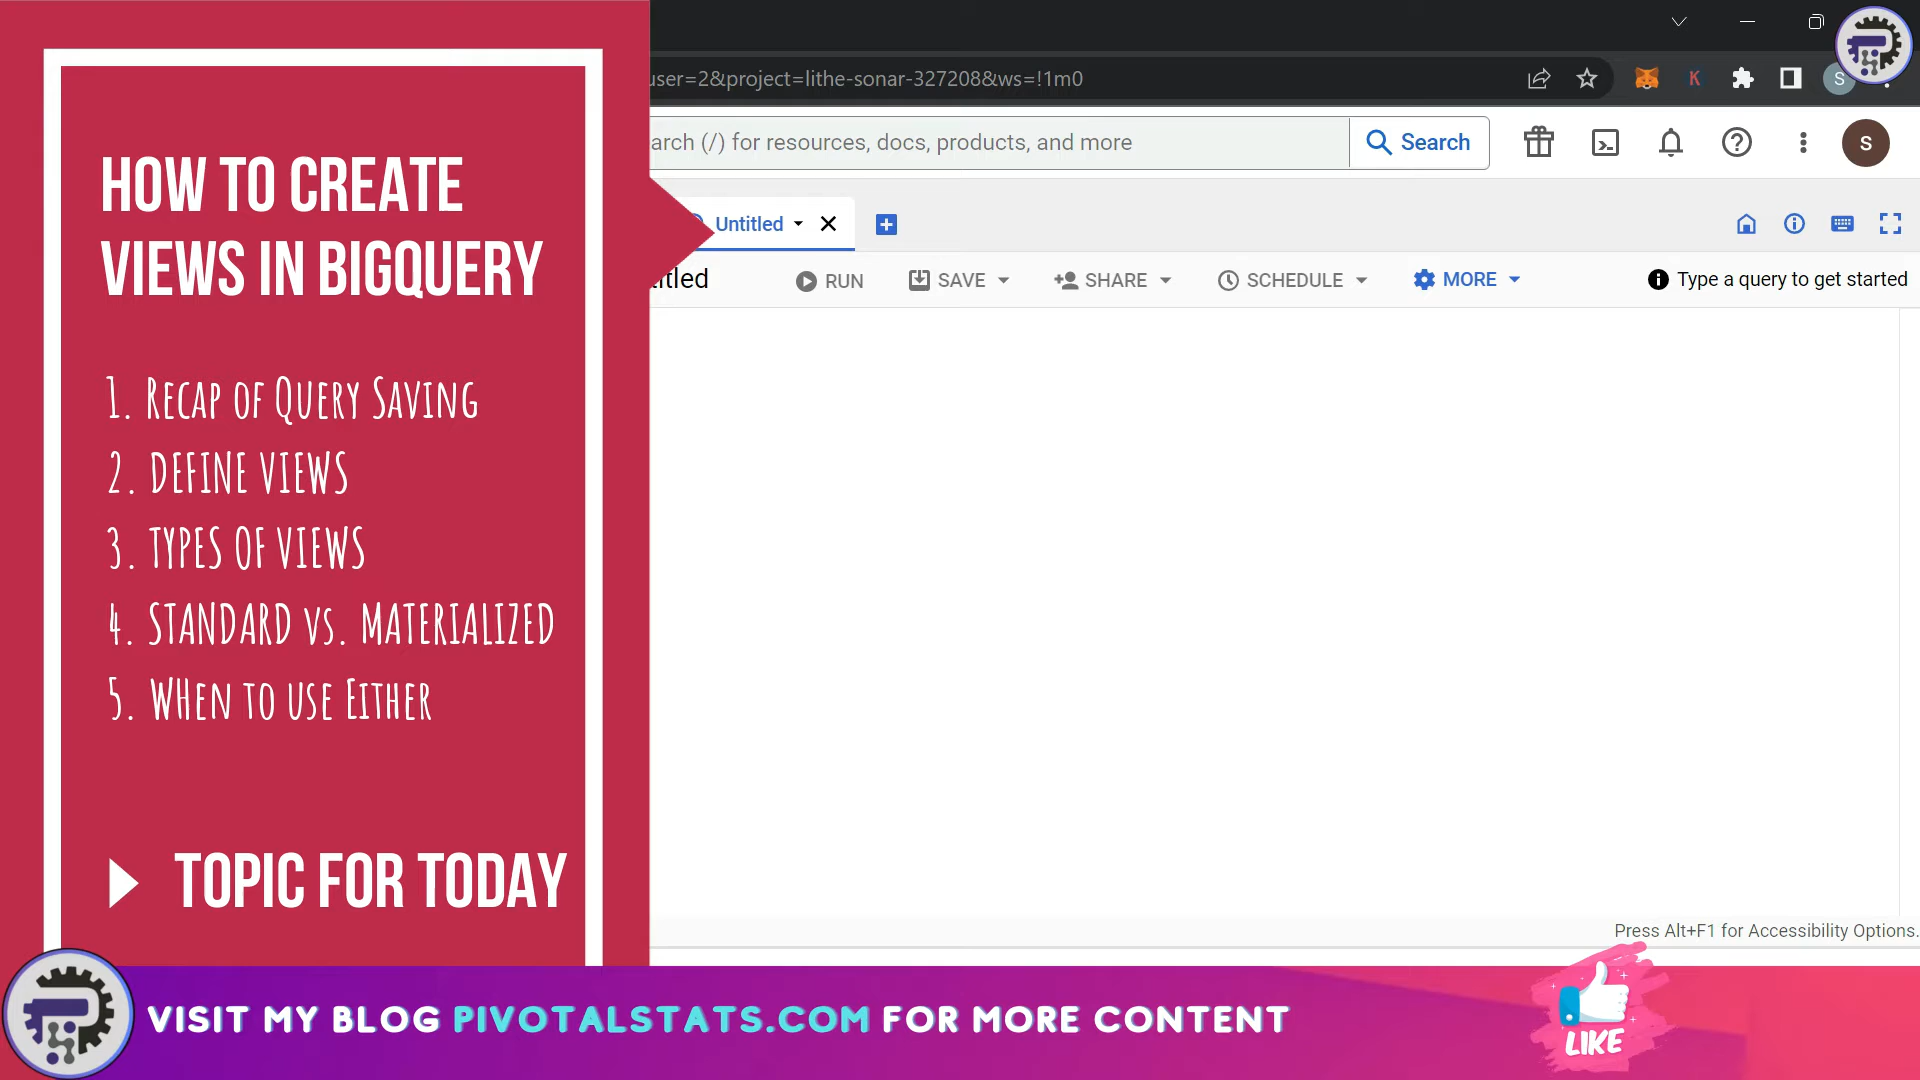 HOW TO CREATE
VIEWS IN BIGQUERY
1. RECAP OF QUERY SAVING
2. DEFINE VIEWS
3. TYPES OF VIEWS
4. STANDARD VS. MATERIALIZED
5. WHEN TO USE EITHER
TOPIC FOR TODAY
user=2&project=lithe-sonar-327208&ws=!1m0
K
S
arch (/) for resources, docs, products, and more
Search
S
Untitled
titled
RUN
SAVE
SHARE
SCHEDULE
MORE
Type a query to get started
Press Alt+F1 for Accessibility Options.
VISIT MY BLOG PIVOTALSTATS.COM FOR MORE CONTENT
LIKE